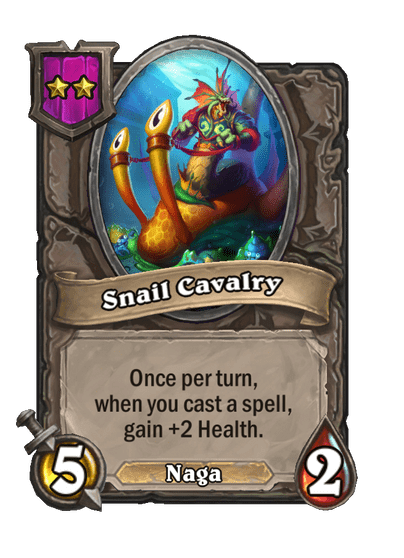 Snail Cavalry
Once per turn,
when you cast a spell,
gain +2 Health.
5
Naga
2